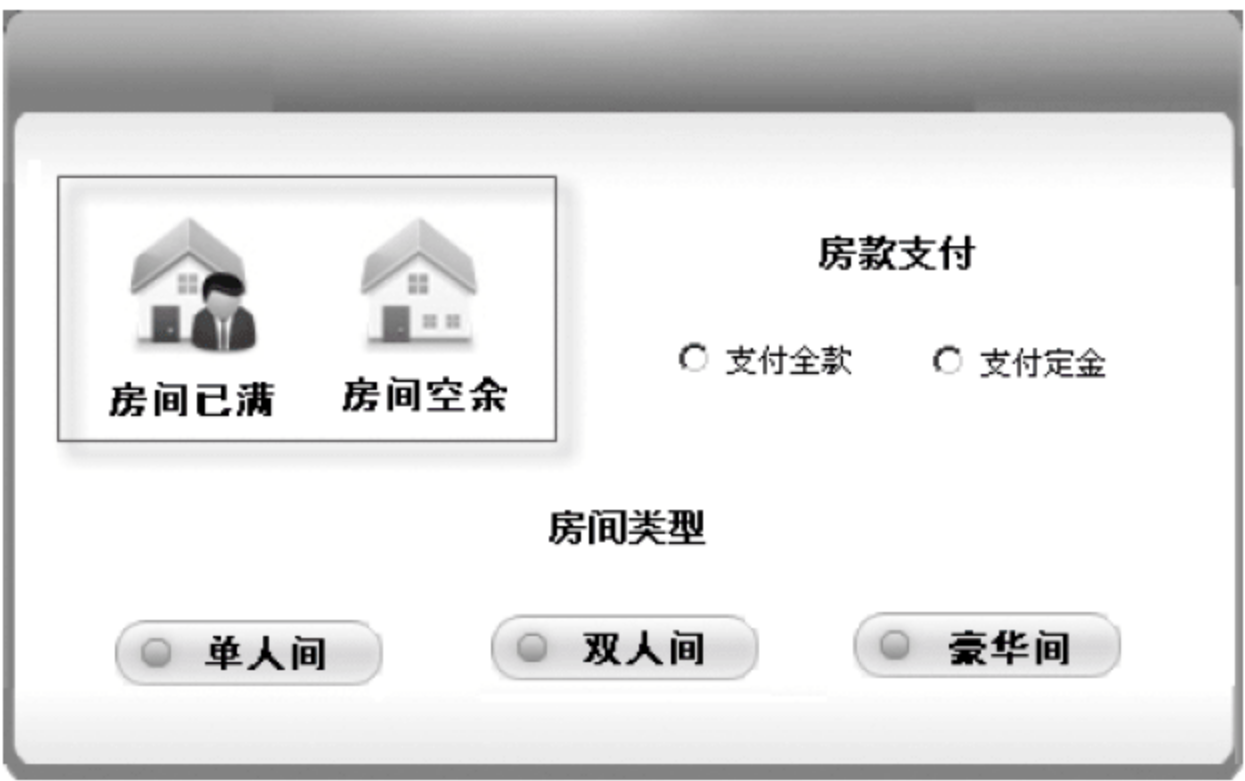 房间已满
房间空余
房款支付
支付全款
支付定金
房间类型
单人间
双人间
豪华间